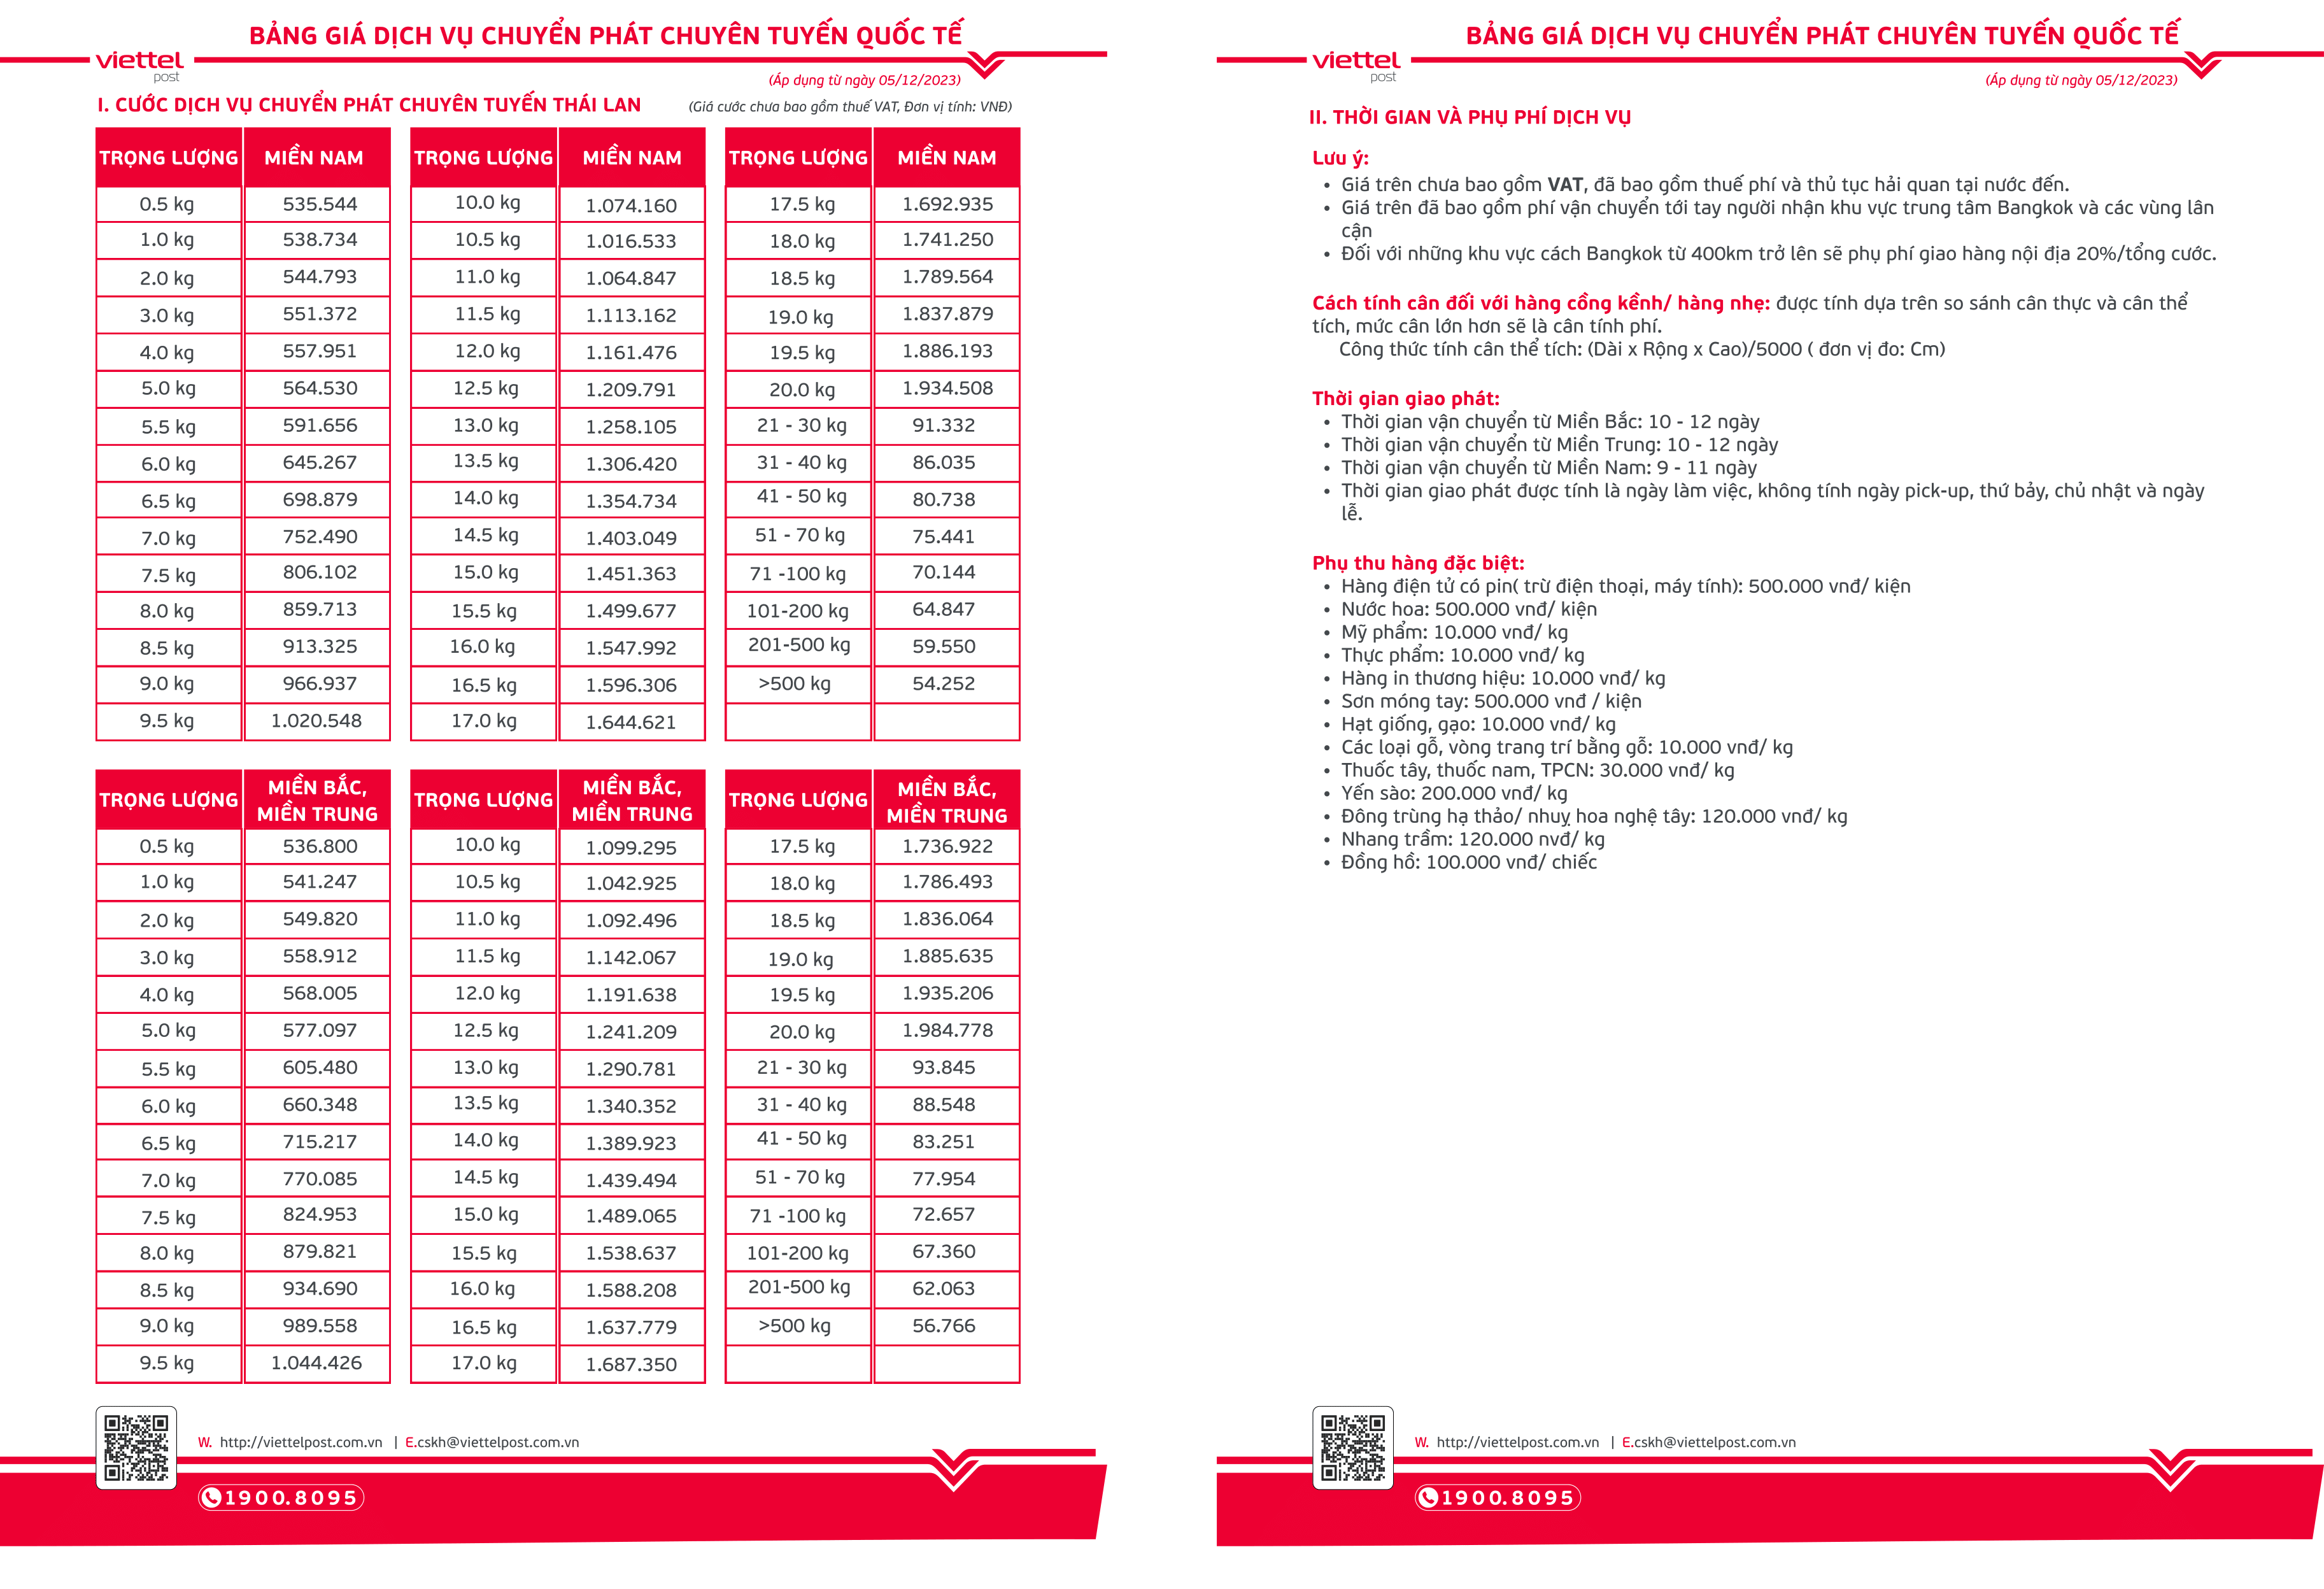 BẢNG GIÁ DỊCH VỤ CHUYỂN PHÁT CHUYÊN TUYẾN QUỐC TẾ
viettel
post
(Áp dụng từ ngày 05/12/2023)
I. CƯỚC DỊCH VỤ CHUYỂN PHÁT CHUYÊN TUYẾN THÁI LAN (Giá cước chưa bao gồm thuế VAT, Đơn vị tính: VNĐ)
TRỌNG LƯỢNG MIỀN NAM TRỌNG LƯỢNG MIỀN NAM TRỌNG LƯỢNG MIỀN NAM
0.5 kg 535.544 10.0 kg 1.074.160 17.5 kg 1.692.935
1.0 kg 538.734 10.5 kg 1.016.533 18.0 kg 1.741.250
2.0 kg 544.793 11.0 kg 1.064.847 18.5 kg 1.789.564
3.0 kg 551.372 11.5 kg 1.113.162 19.0 kg 1.837.879
4.0 kg 557.951 12.0 kg 1.161.476 19.5 kg 1.886.193
5.0 kg 564.530 12.5 kg 1.209.791 20.0 kg 1.934.508
5.5 kg 591.656 13.0 kg 1.258.105 21 - 30 kg 91.332
6.0 kg 645.267 13.5 kg 1.306.420 31 - 40 kg 86.035
6.5 kg 698.879 14.0 kg 1.354.734 41 - 50 kg 80.738
7.0 kg 752.490 14.5 kg 1.403.049 51 - 70 kg 75.441
7.5 kg 806.102 15.0 kg 1.451.363 71 -100 kg 70.144
8.0 kg 859.713 15.5 kg 1.499.677 101-200 kg 64.847
8.5 kg 913.325 16.0 kg 1.547.992 201-500 kg 59.550
9.0 kg 966.937 16.5 kg 1.596.306 >500 kg 54.252
9.5 kg 1.020.548 17.0 kg 1.644.621
TRỌNG LƯỢNG MIỀN BẮC, MIỀN TRUNG TRỌNG LƯỢNG MIỀN BẮC, MIỀN TRUNG TRỌNG LƯỢNG MIỀN BẮC, MIỀN TRUNG
0.5 kg 536.800 10.0 kg 1.099.295 17.5 kg 1.736.922
1.0 kg 541.247 10.5 kg 1.042.925 18.0 kg 1.786.493
2.0 kg 549.820 11.0 kg 1.092.496 18.5 kg 1.836.064
3.0 kg 558.912 11.5 kg 1.142.067 19.0 kg 1.885.635
4.0 kg 568.005 12.0 kg 1.191.638 19.5 kg 1.935.206
5.0 kg 577.097 12.5 kg 1.241.209 20.0 kg 1.984.778
5.5 kg 605.480 13.0 kg 1.290.781 21 - 30 kg 93.845
6.0 kg 660.348 13.5 kg 1.340.352 31 - 40 kg 88.548
6.5 kg 715.217 14.0 kg 1.389.923 41 - 50 kg 83.251
7.0 kg 770.085 14.5 kg 1.439.494 51 - 70 kg 77.954
7.5 kg 824.953 15.0 kg 1.489.065 71 -100 kg 72.657
8.0 kg 879.821 15.5 kg 1.538.637 101-200 kg 67.360
8.5 kg 934.690 16.0 kg 1.588.208 201-500 kg 62.063
9.0 kg 989.558 16.5 kg 1.637.779 >500 kg 56.766
9.5 kg 1.044.426 17.0 kg 1.687.350
W. http://viettelpost.com.vn | E.cskh@viettelpost.com.vn
1900.8095
BẢNG GIÁ DỊCH VỤ CHUYỂN PHÁT CHUYÊN TUYẾN QUỐC TẾ
viettel
post
(Áp dụng từ ngày 05/12/2023)
II. THỜI GIAN VÀ PHỤ PHÍ DỊCH VỤ
Lưu ý:
• Giá trên chưa bao gồm VAT, đã bao gồm thuế phí và thủ tục hải quan tại nước đến.
• Giá trên đã bao gồm phí vận chuyển tới tay người nhận khu vực trung tâm Bangkok và các vùng lân
cận
• Đối với những khu vực cách Bangkok từ 400km trở lên sẽ phụ phí giao hàng nội địa 20%/tổng cước.
Cách tính cân đối với hàng cồng kềnh/ hàng nhẹ: được tính dựa trên so sánh cân thực và cân thể
tích, mức cân lớn hơn sẽ là cân tính phí.
Công thức tính cân thể tích: (Dài x Rộng x Cao)/5000 ( đơn vị đo: Cm)
Thời gian giao phát:
• Thời gian vận chuyển từ Miền Bắc: 10 - 12 ngày
• Thời gian vận chuyển từ Miền Trung: 10 - 12 ngày
• Thời gian vận chuyển từ Miền Nam: 9 - 11 ngày
• Thời gian giao phát được tính là ngày làm việc, không tính ngày pick-up, thứ bảy, chủ nhật và ngày
lễ.
Phụ thu hàng đặc biệt:
• Hàng điện tử có pin( trừ điện thoại, máy tính): 500.000 vnđ/ kiện
• Nước hoa: 500.000 vnđ/ kiện
• Mỹ phẩm: 10.000 vnđ/ kg
• Thực phẩm: 10.000 vnđ/ kg
• Hàng in thương hiệu: 10.000 vnđ/ kg
• Sơn móng tay: 500.000 vnđ / kiện
• Hạt giống, gạo: 10.000 vnđ/ kg
• Các loại gỗ, vòng trang trí bằng gỗ: 10.000 vnđ/ kg
• Thuốc tây, thuốc nam, TPCN: 30.000 vnđ/ kg
• Yến sào: 200.000 vnđ/ kg
• Đông trùng hạ thảo/ nhuỵ hoa nghệ tây: 120.000 vnđ/ kg
• Nhang trầm: 120.000 nvđ/ kg
• Đồng hồ: 100.000 vnđ/ chiếc
W. http://viettelpost.com.vn | E.cskh@viettelpost.com.vn
1900.8095